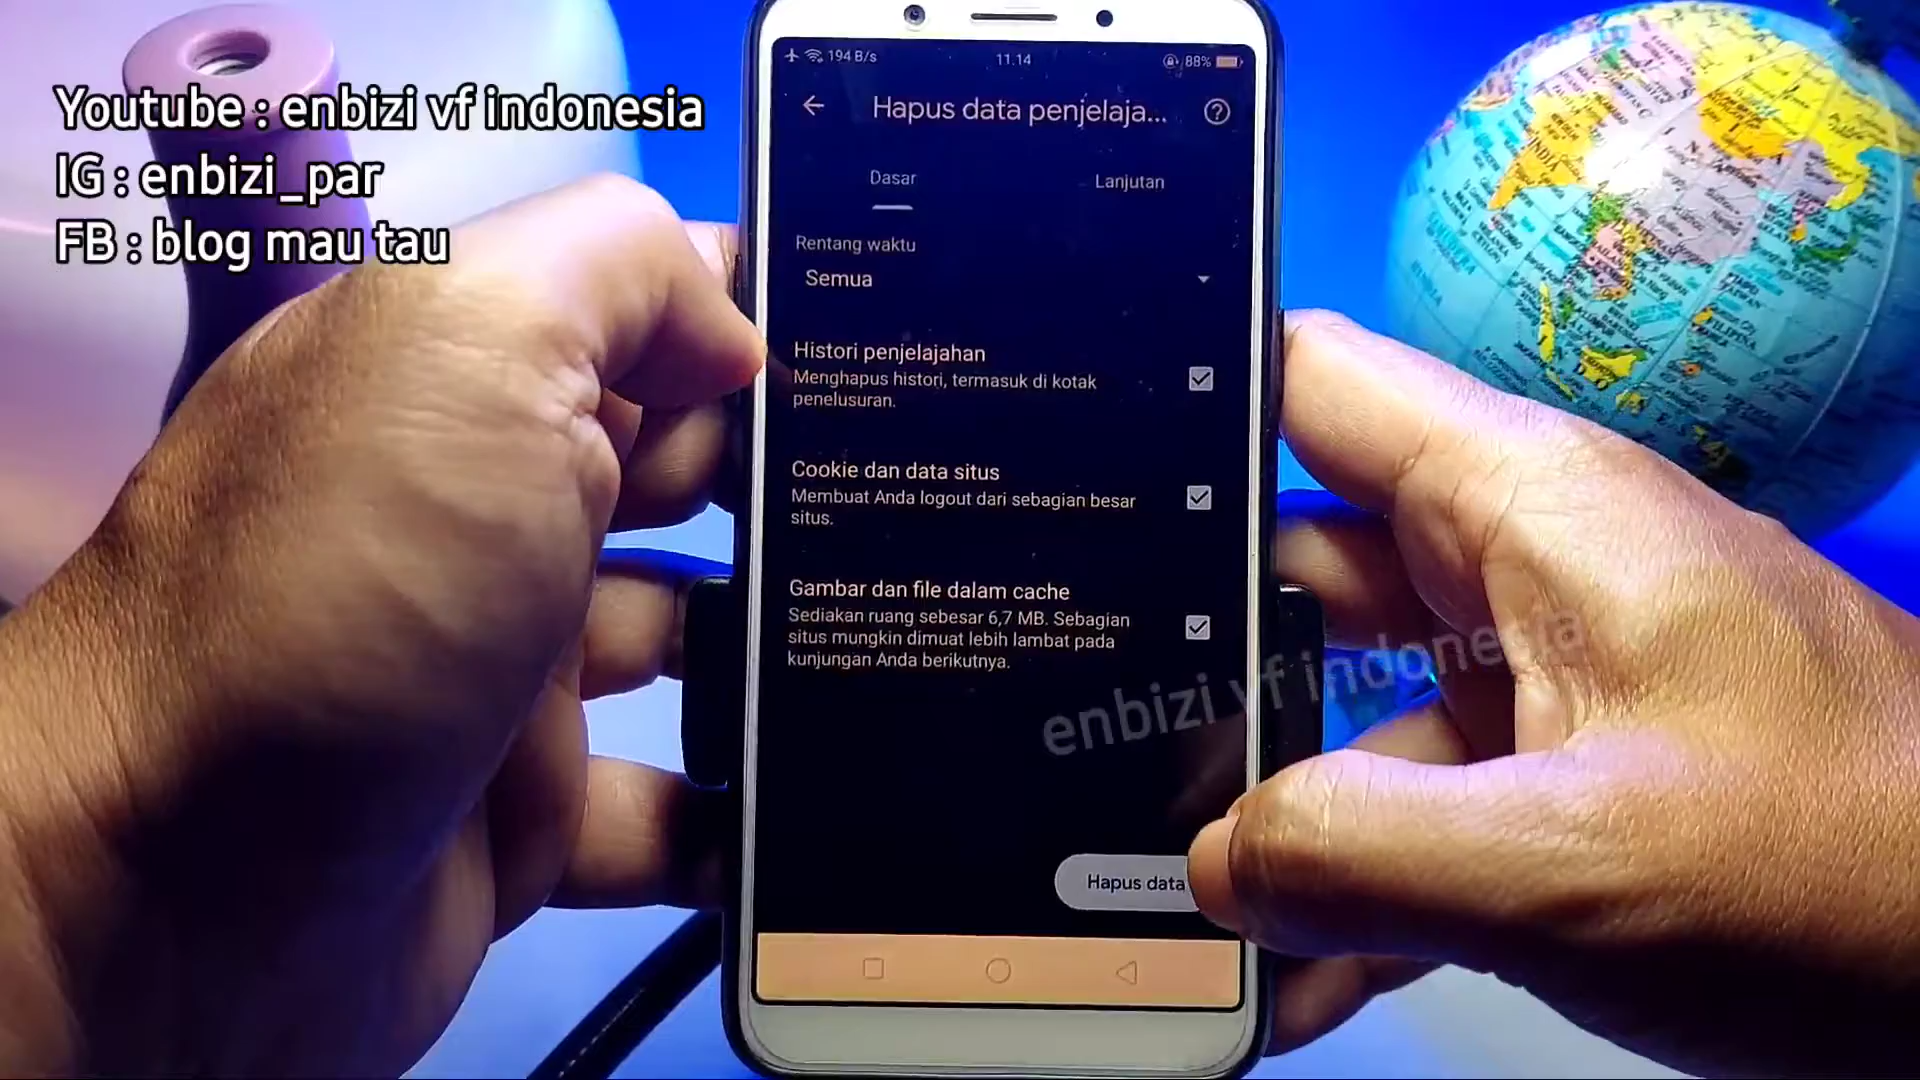 Youtube : enbizi vf indonesia
IG : enbizi_par
FB : blog mau tau
194 B/s
11.14
88%
Hapus data penjelaja...
Dasar
Lanjutan
Rentang waktu
Semua
Histori penjelajahan
Menghapus histori, termasuk di kotak
penelusuran.
Cookie dan data situs
Membuat Anda logout dari sebagian besar
situs.
Gambar dan file dalam cache
Sediakan ruang sebesar 6,7 MB. Sebagian
situs mungkin dimuat lebih lambat pada
kunjungan Anda berikutnya.
enbizi vf indonesia
Hapus data
INDIA
FILIPINA